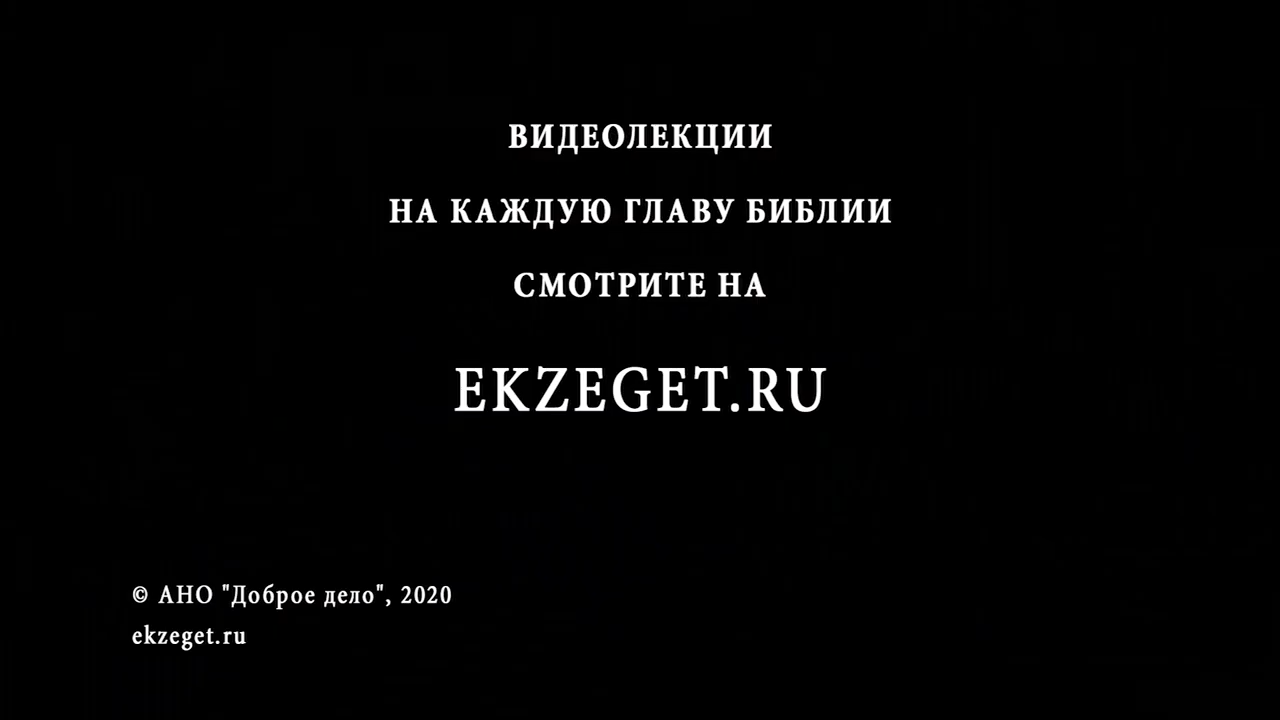 ВИДЕОЛЕКЦИИ
НА КАЖДУЮ ГЛАВУ БИБЛИИ
СМОТРИТЕ НА
EKZEGET.RU
© АНО "Доброе дело", 2020
ekzeget.ru